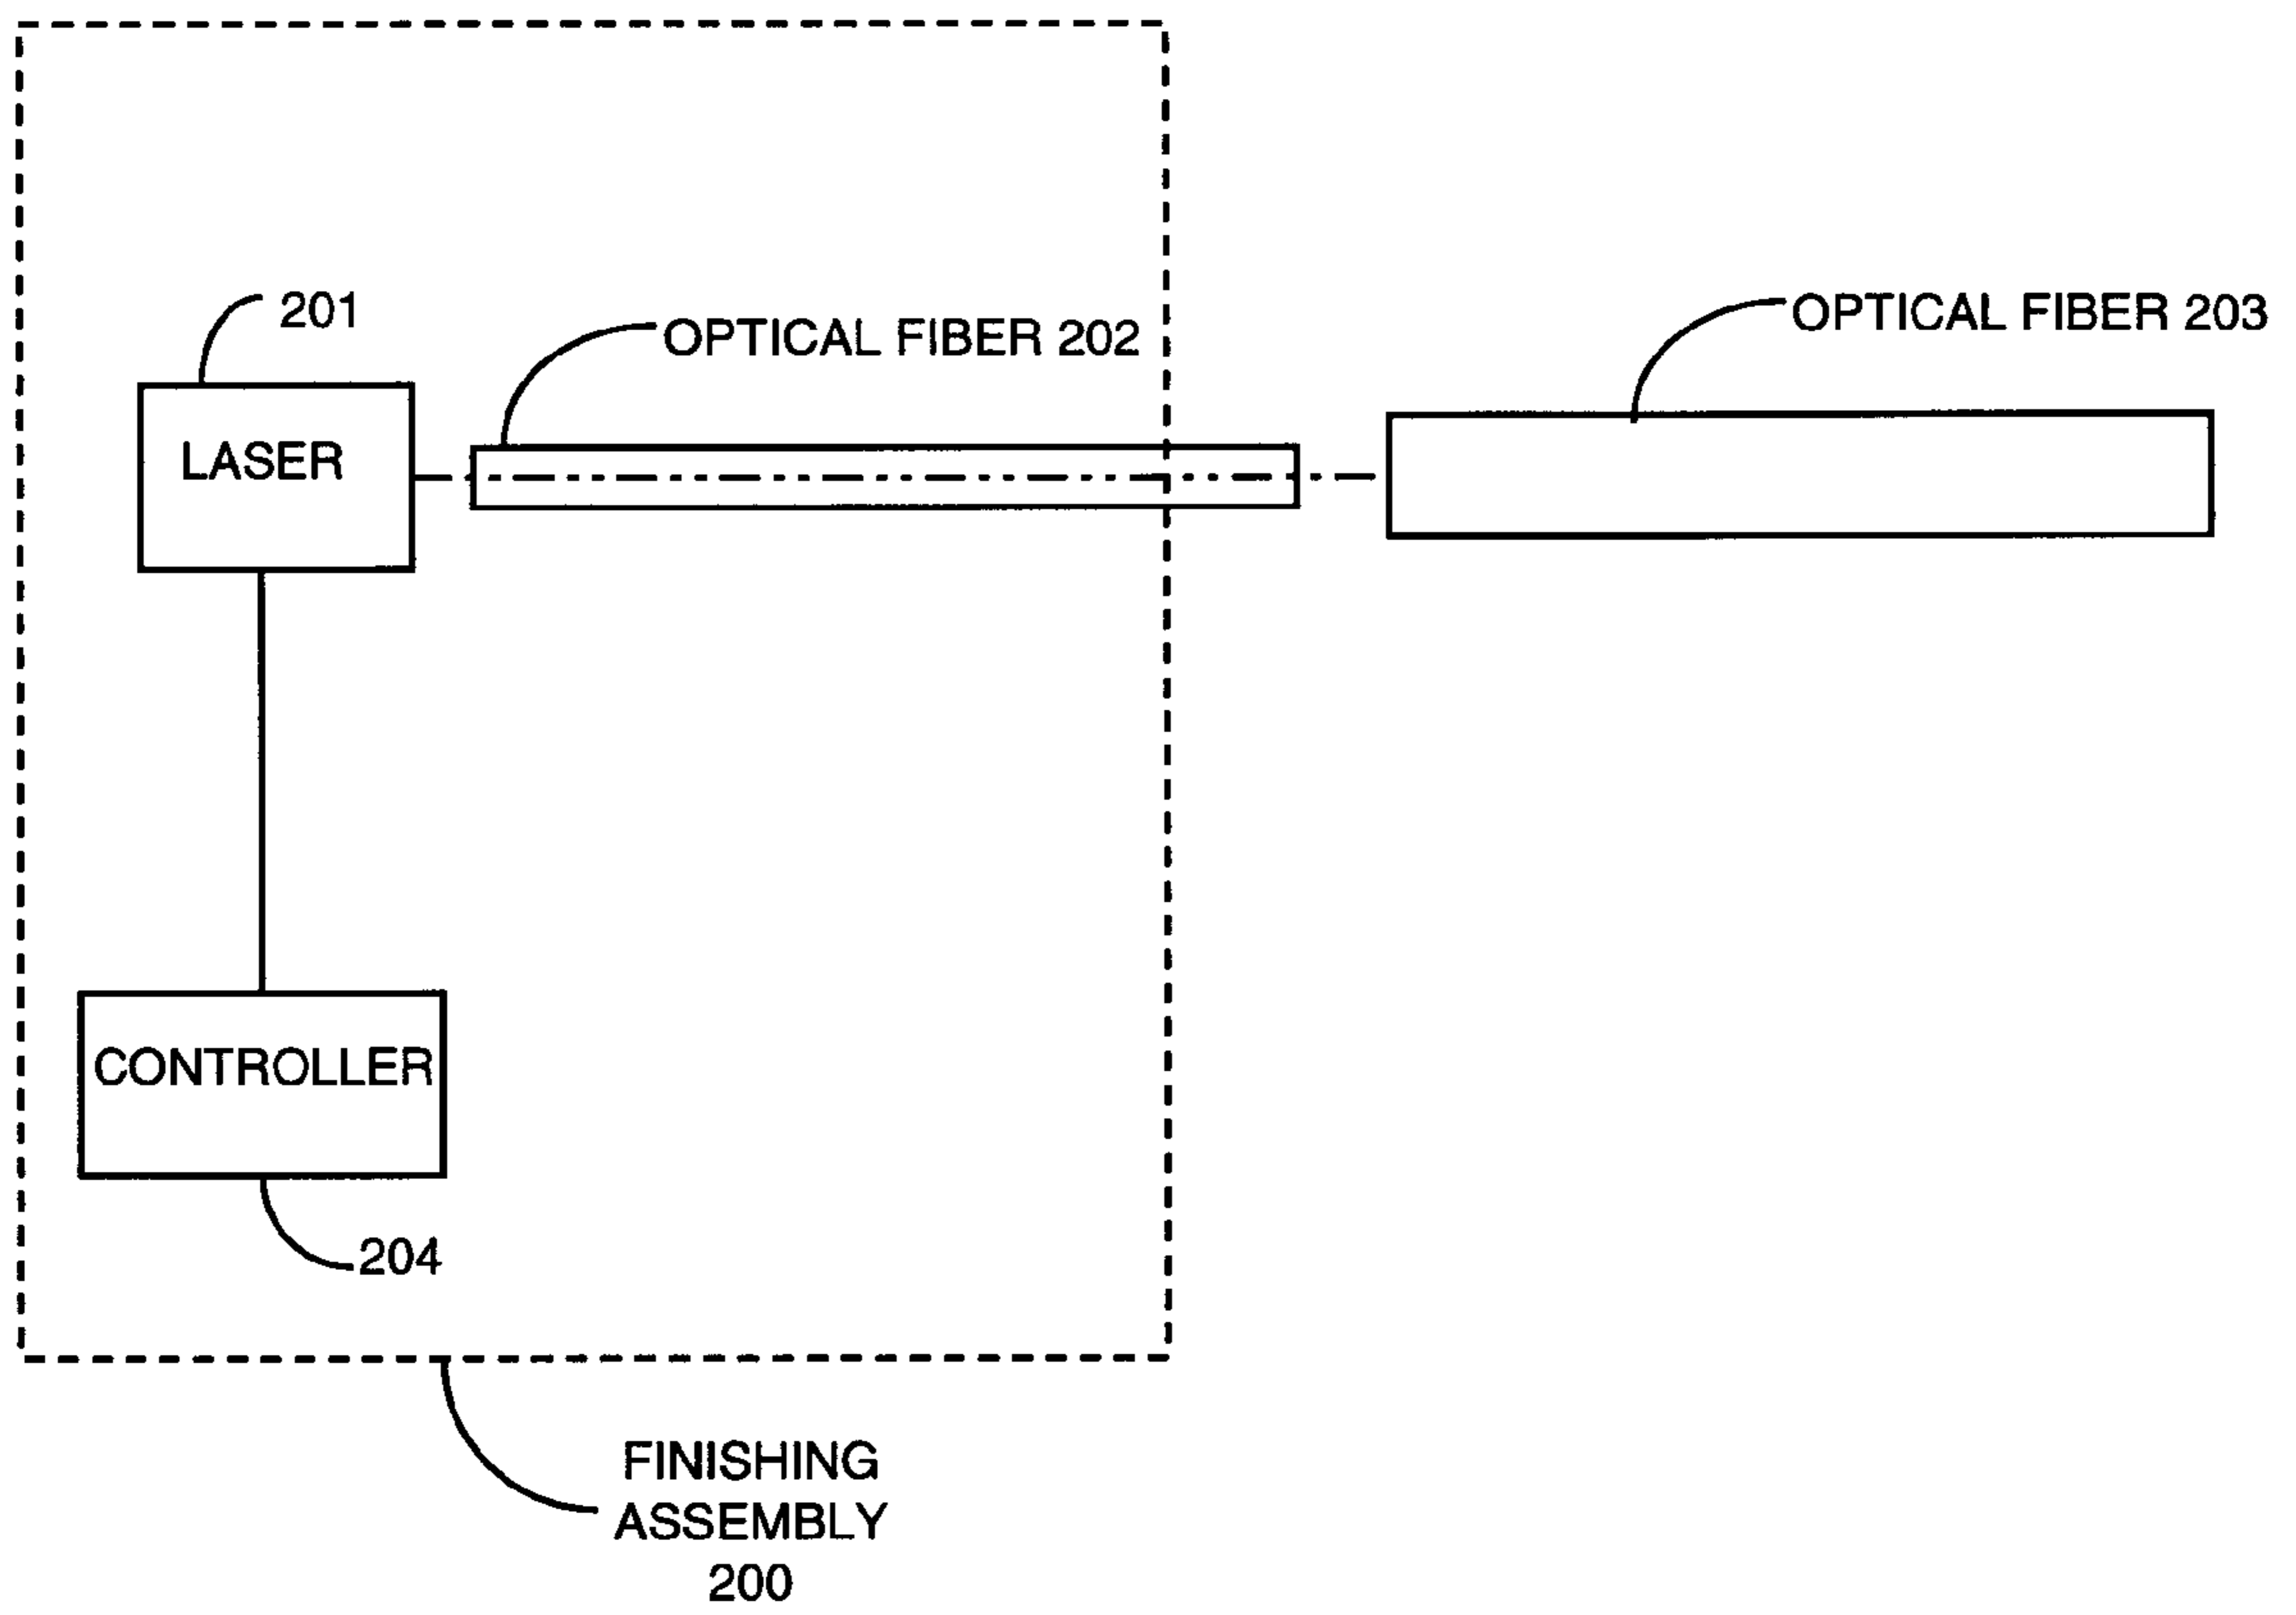 201
OPTICAL FIBER 202
OPTICAL FIBER 203
LASER
CONTROLLER
204
FINISHING
ASSEMBLY
200